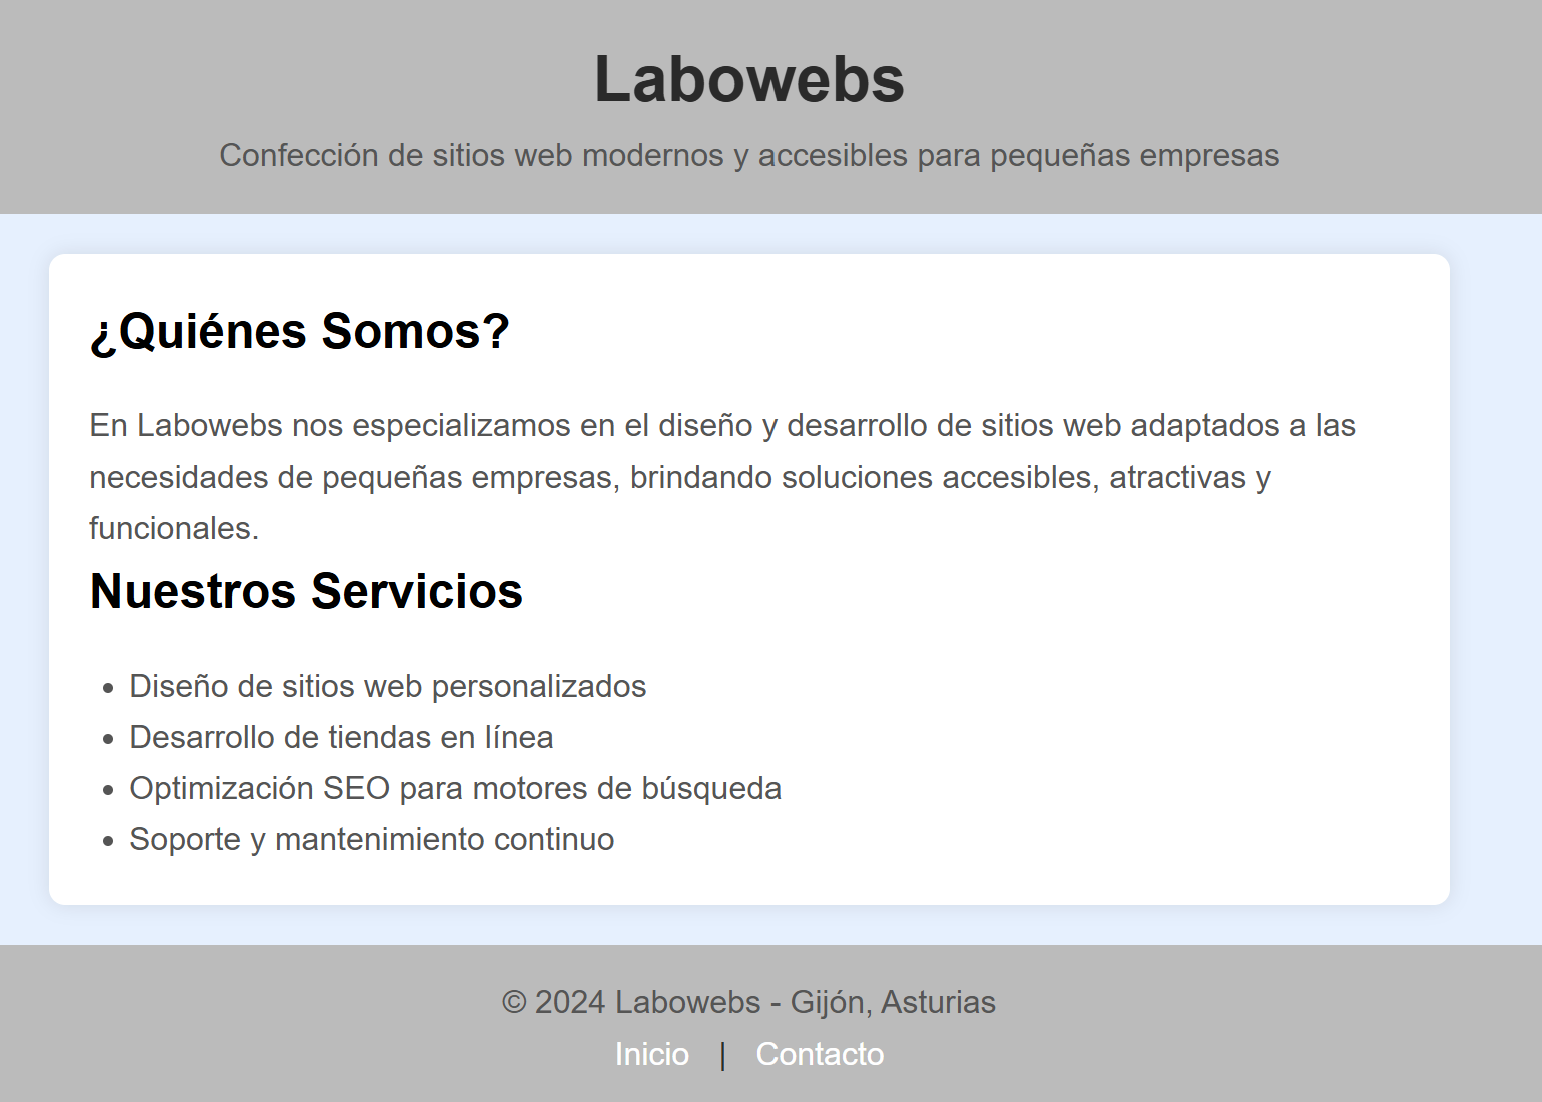 Labowebs
Confección de sitios web modernos y accesibles para pequeñas empresas
¿Quiénes Somos?
En Labowebs nos especializamos en el diseño y desarrollo de sitios web adaptados a las
necesidades de pequeñas empresas, brindando soluciones accesibles, atractivas y
funcionales.
Nuestros Servicios
• Diseño de sitios web personalizados
• Desarrollo de tiendas en línea
• Optimización SEO para motores de búsqueda
• Soporte y mantenimiento continuo
© 2024 Labowebs - Gijón, Asturias
Inicio | Contacto